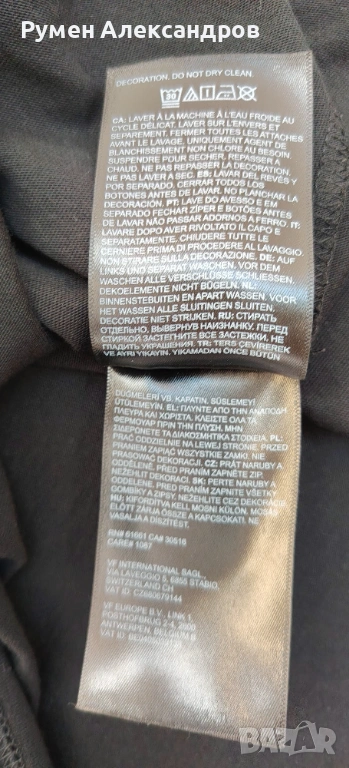 Румен Александров
DECORATION, DO NOT DRY CLEAN.
30
CA: LAVER À LA MACHINE À L'EAU FROIDE AU
CYCLE DÉLICAT. LAVER SUR L'ENVERS ET
SÉPAREMENT. FERMER TOUTES LES ATTACHES
AVANT LE LAVAGE. UNIQUEMENT AGENT DE
BLANCHISSEMENT NON CHLORÉ AU BESOIN.
SUSPENDRE POUR SECHER. REPASSER À
CHAUD. NE PAS REPASSER LA DÉCORATION.
NE PAS LAVER À SEC. ES: LAVAR DEL REVÉS Y
POR SEPARADO. CERRAR TODOS LOS
BOTONES ANTES DE LAVAR. NO PLANCHAR LA
DECORACIÓN. PT: LAVE DO AVESSO E EM
SEPARADO FECHAR ZÍPER E BOTÕES ANTES
DE LAVAR NÃO PASSAR ADORNOS A FERRO. IT:
LAVARE DOPO AVER RIVOLTATO IL CAPO E
SEPARATAMENTE. CHIUDERE TUTTE LE
CERNIERE PRIMA DI PROCEDERE AL LAVAGGIO.
NON STIRARE SULLA DECORAZIONE. DE: AUF
LINKS UND SEPARAT WASCHEN. VOR DEM
WASCHEN ALLE VERSCHLÜSSE SCHLIESSEN.
DEKOELEMENTE NICHT BÜGELN. NL:
BINNENSTEBUITEN EN APART WASSEN. VOOR
HET WASSEN ALLE SLUITINGEN SLUITEN.
DECORATIE NIET STRIJKEN. RU: СТИРАТЬ
ОТДЕЛЬНО, ВЫВЕРНУВ НАИЗНАНКУ. ПЕРЕД
СТИРКОЙ ЗАСТЕГНИТЕ ВСЕ ЗАСТЕЖКИ. НЕ
ГЛАДИТЬ УКРАШЕНИЯ. TR: TERS ÇEVİREREK
VE AYRI YIKAYIN. YIKAMADAN ÖNCE BÜTÜN
DÜĞMELERİ VB. KAPATIN, SÜSLEMEYİ
ÜTÜLEMEYİN. EL: ΠΛΥΝΤΕ ΑΠΟ ΤΗΝ ΑΝΑΠΟΔΗ
ΠΛΕΥΡΑ ΚΑΙ ΧΩΡΙΣΤΑ, ΚΛΕΙΣΤΕ ΟΛΑ ΤΑ
ΦΕΡΜΟΥΑΡ ΠΡΙΝ ΤΗΝ ΠΛΥΣΗ. ΜΗΝ
ΣΙΔΕΡΩΝΕΤΕ ΤΑ ΔΙΑΚΟΣΜΗΤΙΚΑ ΣΤΟΙΧΕΙΑ. PL:
PRAĆ ODDZIELNIE NA LEWEJ STRONIE, PRZED
PRANIEM ZAPIĄĆ WSZYSTKIE ZAMKI. NIE
PRASOWAĆ DEKORACJI. CZ: PRÁT NARUBY A
ODDĚLENĚ. PŘED PRANÍM ZAPNĚTE ZIP.
NEŽEHLETE DEKORACI. SK: PERTE NARUBY A
ODDELENE. PRED PRANÍM ZAPNITE VŠETKY
GOMBÍKY A ZIPSY. NEŽEHLITE CEZ DEKORÁCIU.
HU: KIFORDÍTVA KELL MOSNI KÜLÖN, MOSÁS
ELŐTT ZÁRJA ÖSSZE A KAPCSOKAT. NE
VASALJA A DÍSZÍTÉST.
RN# 61661 CA# 30516
CARE# 1067
VF INTERNATIONAL SAGL,
VIA LAVEGGIO 5, 6855 STABIO,
SWITZERLAND CH
VAT ID CZ680679144
VF EUROPE B.V., LINK 1
POSTHOFBRUG 2-4, 2600
ANTWERPEN, BELGIUM B
VAT ID
bazar.bg